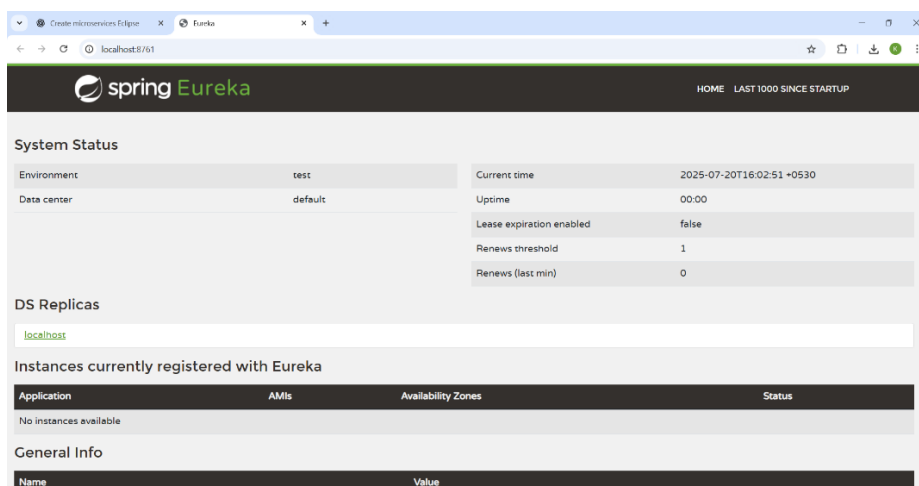 Create microservices Eclipse
Eureka
localhost:8761
K
spring Eureka
HOME LAST 1000 SINCE STARTUP
System Status
Environment test
Data center default
Current time 2025-07-20T16:02:51 +0530
Uptime 00:00
Lease expiration enabled false
Renews threshold 1
Renews (last min) 0
DS Replicas
localhost
Instances currently registered with Eureka
Application AMIs Availability Zones Status
No instances available
General Info
Name Value